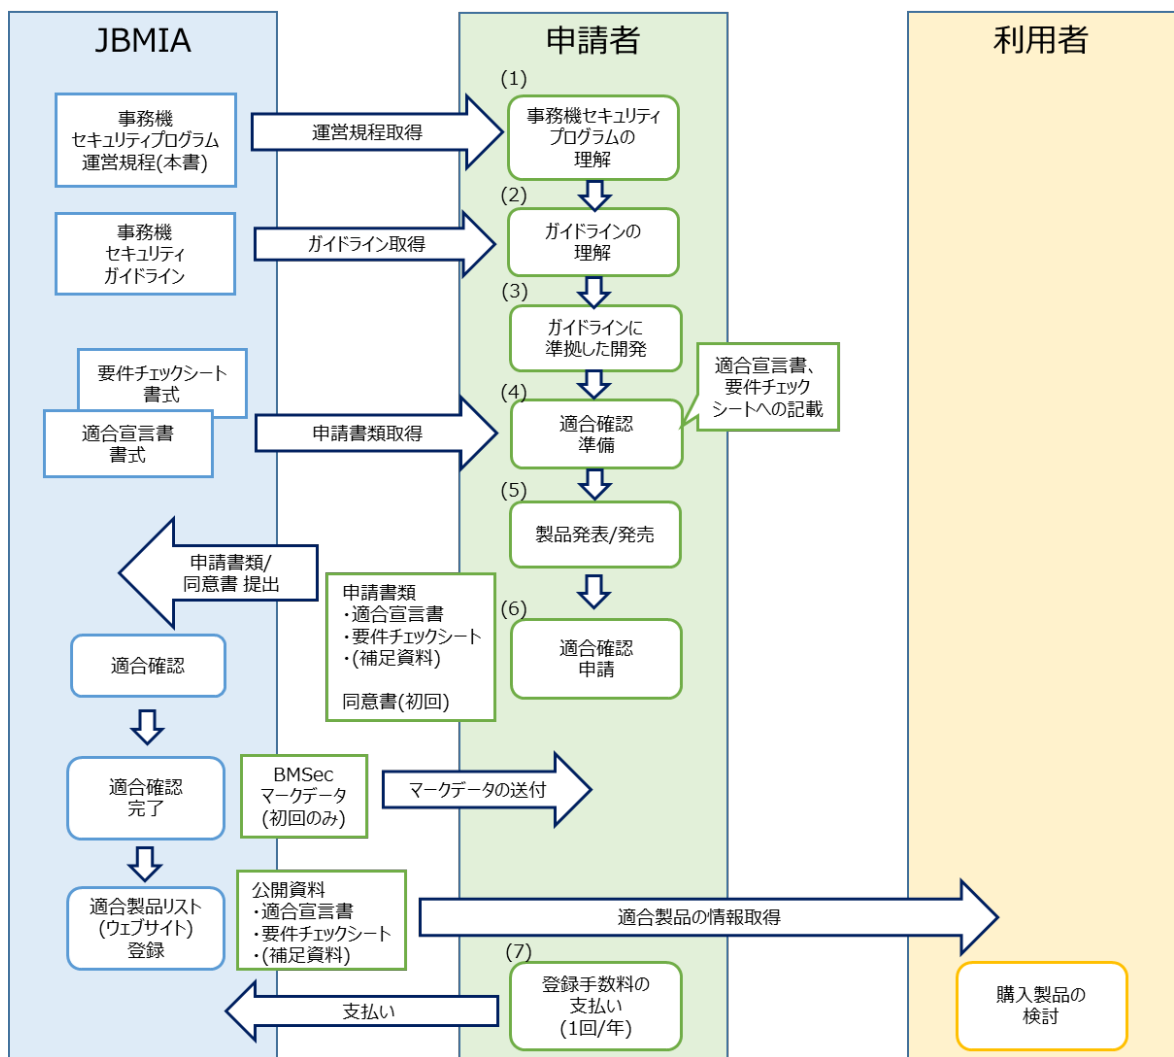 JBMIA
申請者
利用者
事務機
セキュリティプログラム
運営規程(本書)
運営規程取得
(1)
事務機セキュリティ
プログラムの
理解
事務機
セキュリティ
ガイドライン
ガイドライン取得
(2)
ガイドラインの
理解
(3)
ガイドラインに
準拠した開発
要件チェックシート
書式
適合宣言書
書式
申請書類取得
(4)
適合確認
準備
適合宣言書、
要件チェック
シートへの記載
(5)
製品発表/発売
申請書類/
同意書 提出
申請書類
・適合宣言書
・要件チェックシート
・(補足資料)
同意書(初回)
(6)
適合確認
申請
適合確認
適合確認
完了
BMSec
マークデータ
(初回のみ)
マークデータの送付
適合製品リスト
(ウェブサイト)
登録
公開資料
・適合宣言書
・要件チェックシート
・(補足資料)
適合製品の情報取得
(7)
登録手数料の
支払い
(1回/年)
支払い
購入製品の
検討